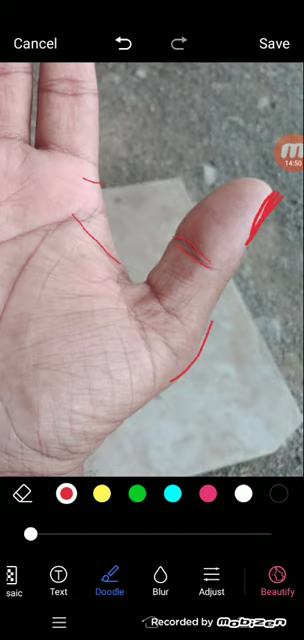 Cancel
Save
14:50
saic
Text
Doodle
Blur
Adjust
Beautify
Recorded by mobizen